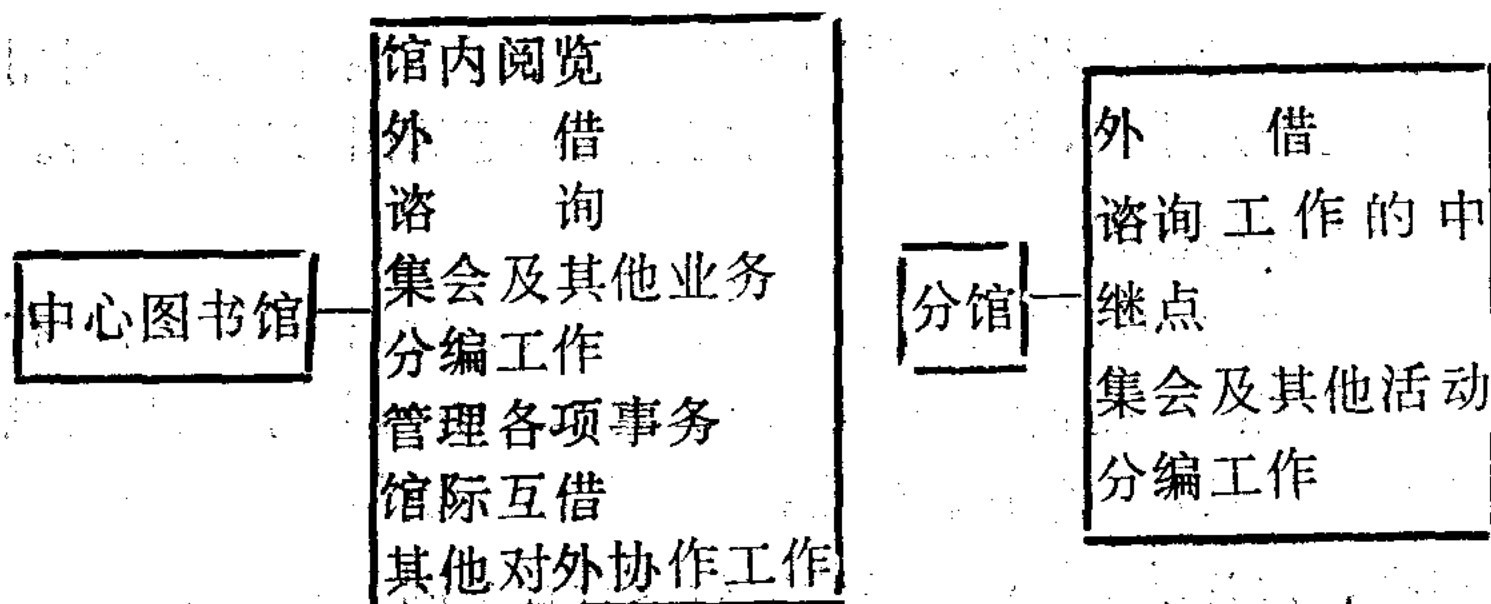 中心图书馆
馆内阅览
外　　借
谘　　询
集会及其他业务
分编工作
管理各项事务
馆际互借
其他对外协作工作
分馆
外　　借
谘询工作的中
继点
集会及其他活动
分编工作